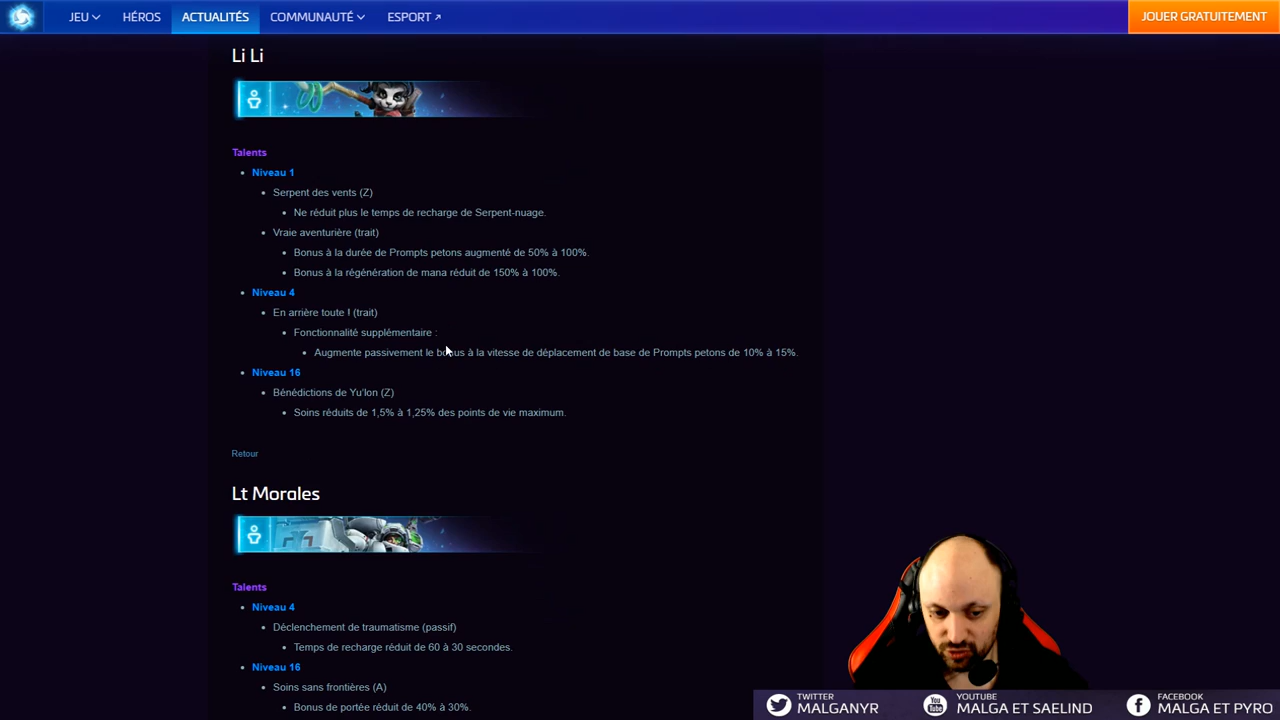 JEU HÉROS ACTUALITÉS COMMUNAUTÉ ESPORT JOUER GRATUITEMENT
Li Li
Talents
Niveau 1
Serpent des vents (Z)
Ne réduit plus le temps de recharge de Serpent-nuage.
Vraie aventurière (trait)
Bonus à la durée de Prompts petons augmenté de 50% à 100%.
Bonus à la régénération de mana réduit de 150% à 100%.
Niveau 4
En arrière toute ! (trait)
Fonctionnalité supplémentaire :
Augmente passivement le bonus à la vitesse de déplacement de base de Prompts petons de 10% à 15%.
Niveau 16
Bénédictions de Yu'lon (Z)
Soins réduits de 1,5% à 1,25% des points de vie maximum.
Retour
Lt Morales
Talents
Niveau 4
Déclenchement de traumatisme (passif)
Temps de recharge réduit de 60 à 30 secondes.
Niveau 16
Soins sans frontières (A)
Bonus de portée réduit de 40% à 30%.
TWITTER
MALGANYR
YOUTUBE
MALGA ET SAELIND
FACEBOOK
MALGA ET PYRO